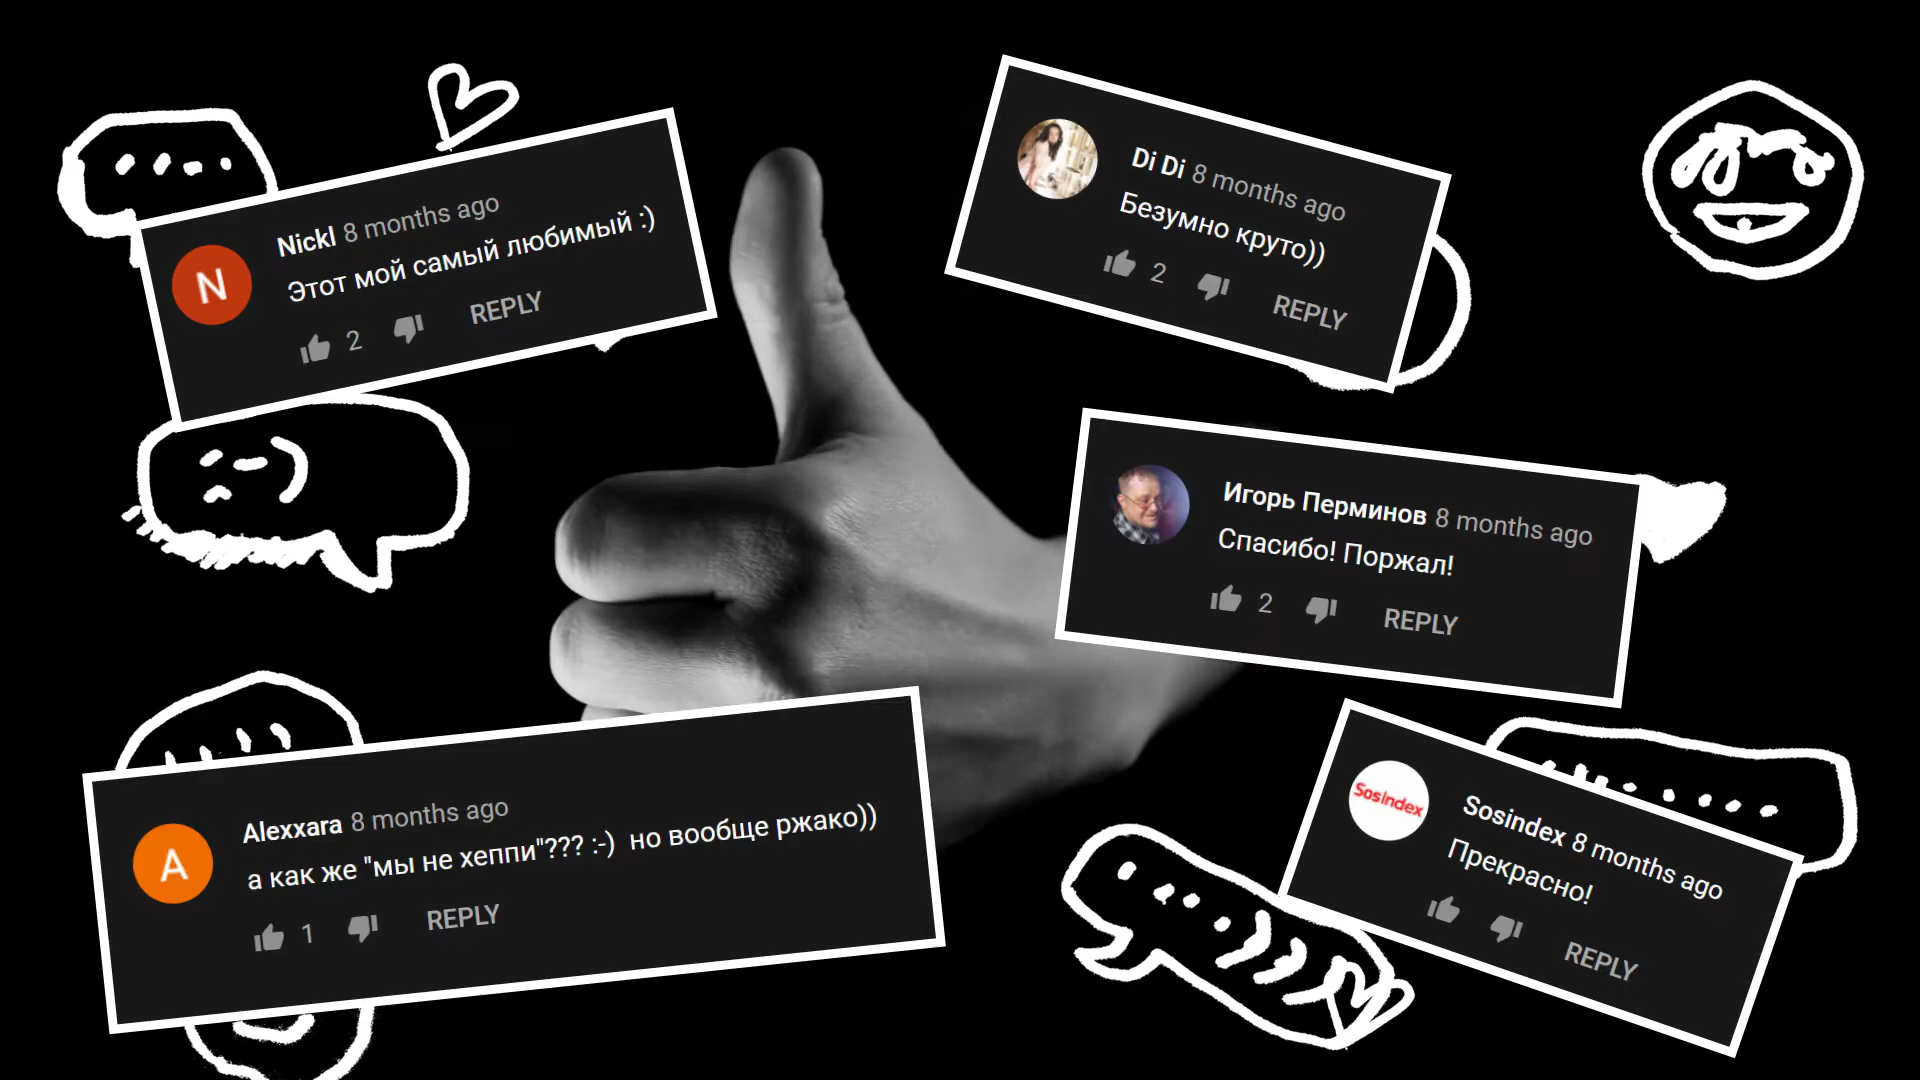 N
Nickl 8 months ago
Этот мой самый любимый :)
2
REPLY
Di Di 8 months ago
Безумно круто))
2
REPLY
Игорь Перминов 8 months ago
Спасибо! Поржал!
2
REPLY
A
Alexxara 8 months ago
а как же "мы не хеппи"??? :-) но вообще ржако))
1
REPLY
SosIndex
Sosindex 8 months ago
Прекрасно!
REPLY